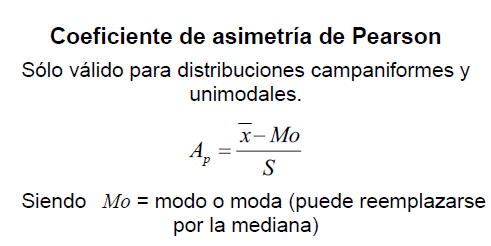 Coeficiente de asimetría de Pearson
Sólo válido para distribuciones campaniformes y
unimodales.
A_p = (x̄ − Mo) / S
Siendo Mo = modo o moda (puede reemplazarse
por la mediana)